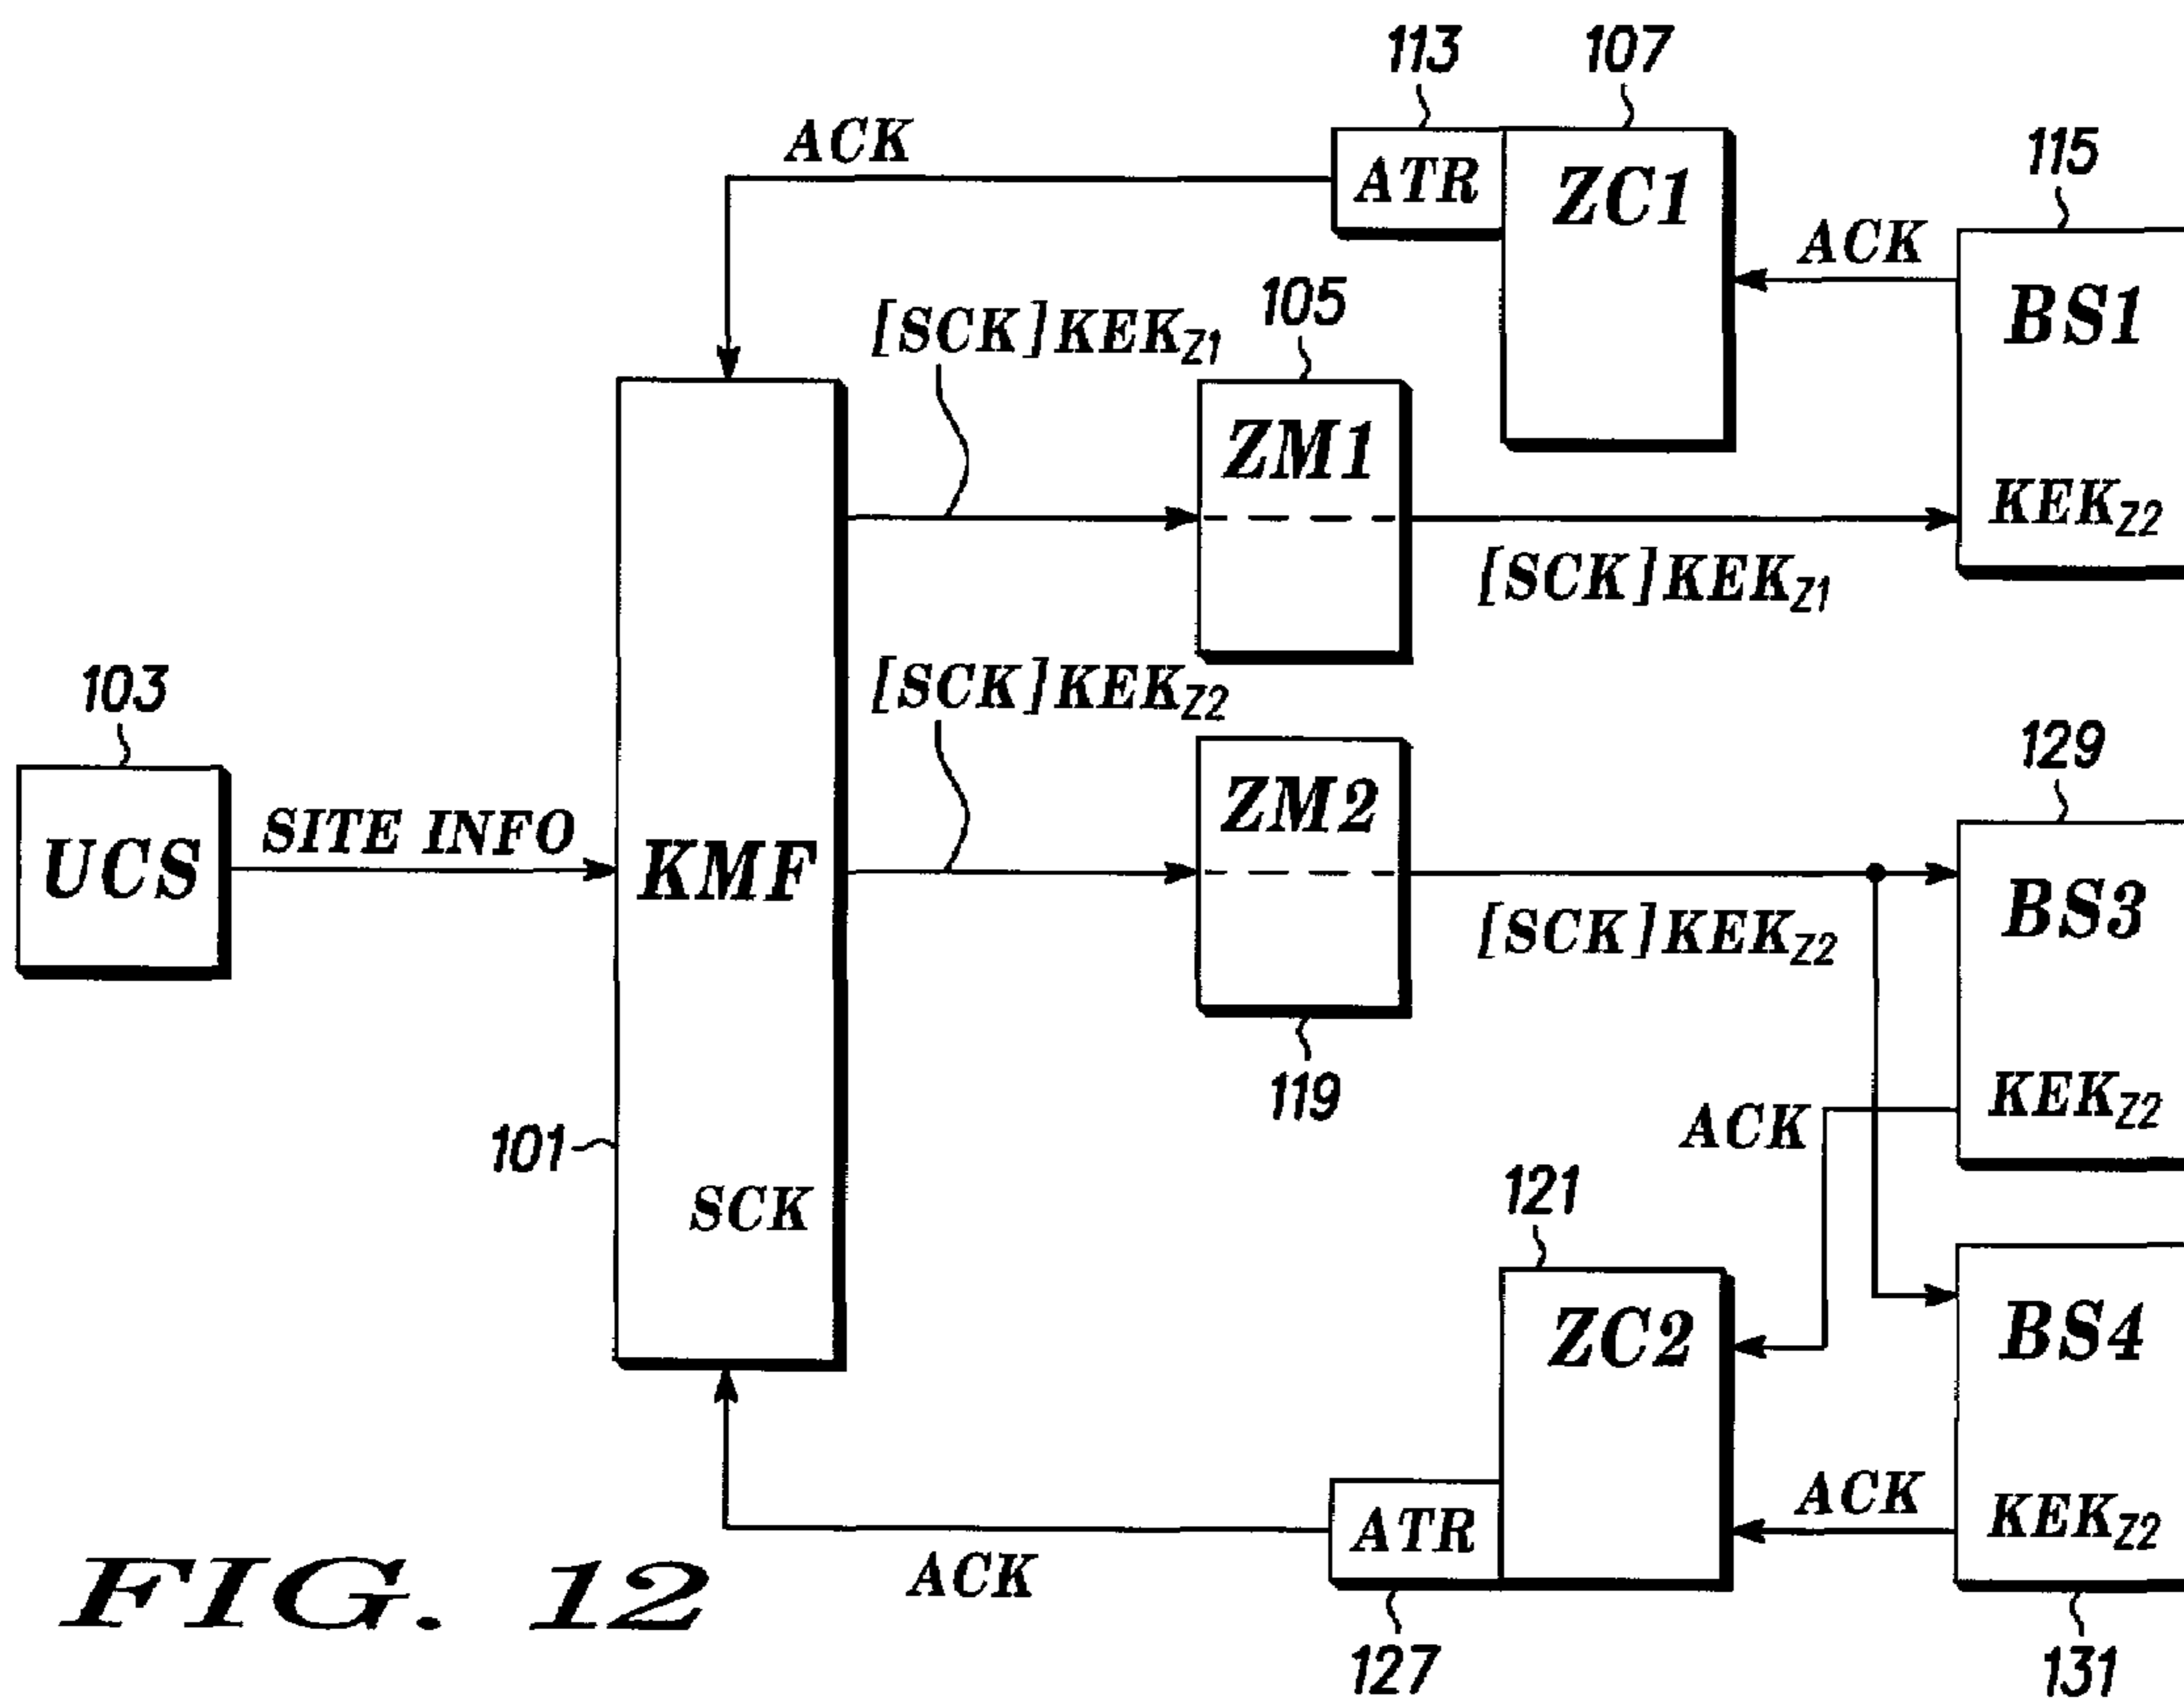 113
107
115
ACK
ATR
ZC1
ACK
BS1
[SCK]KEKZ1
105
ZM1
KEKZ2
[SCK]KEKZ1
103
[SCK]KEKZ2
129
UCS
SITE INFO
KMF
ZM2
BS3
[SCK]KEKZ2
119
KEKZ2
ACK
101
SCK
121
ZC2
BS4
ACK
KEKZ2
ATR
ACK
127
131
FIG. 12